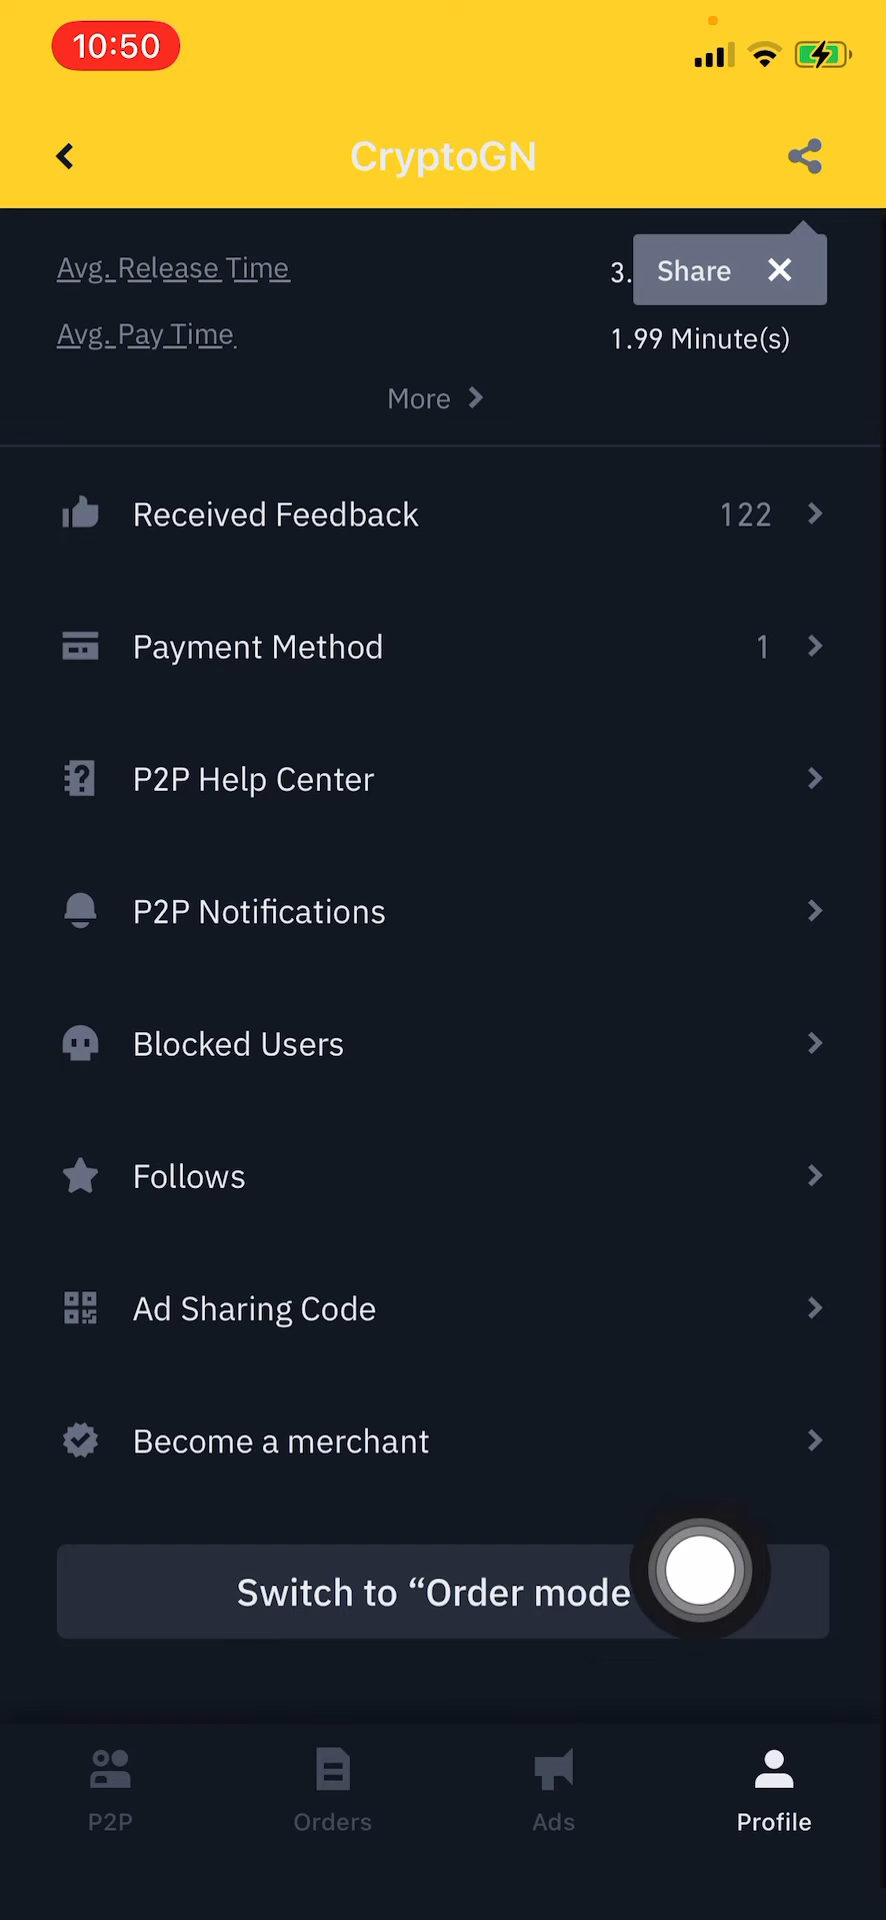 10:50
CryptoGN
Avg. Release Time 3.
Share
Avg. Pay Time 1.99 Minute(s)
More
Received Feedback 122
Payment Method 1
P2P Help Center
P2P Notifications
Blocked Users
Follows
Ad Sharing Code
Become a merchant
Switch to “Order mode
P2P Orders Ads Profile